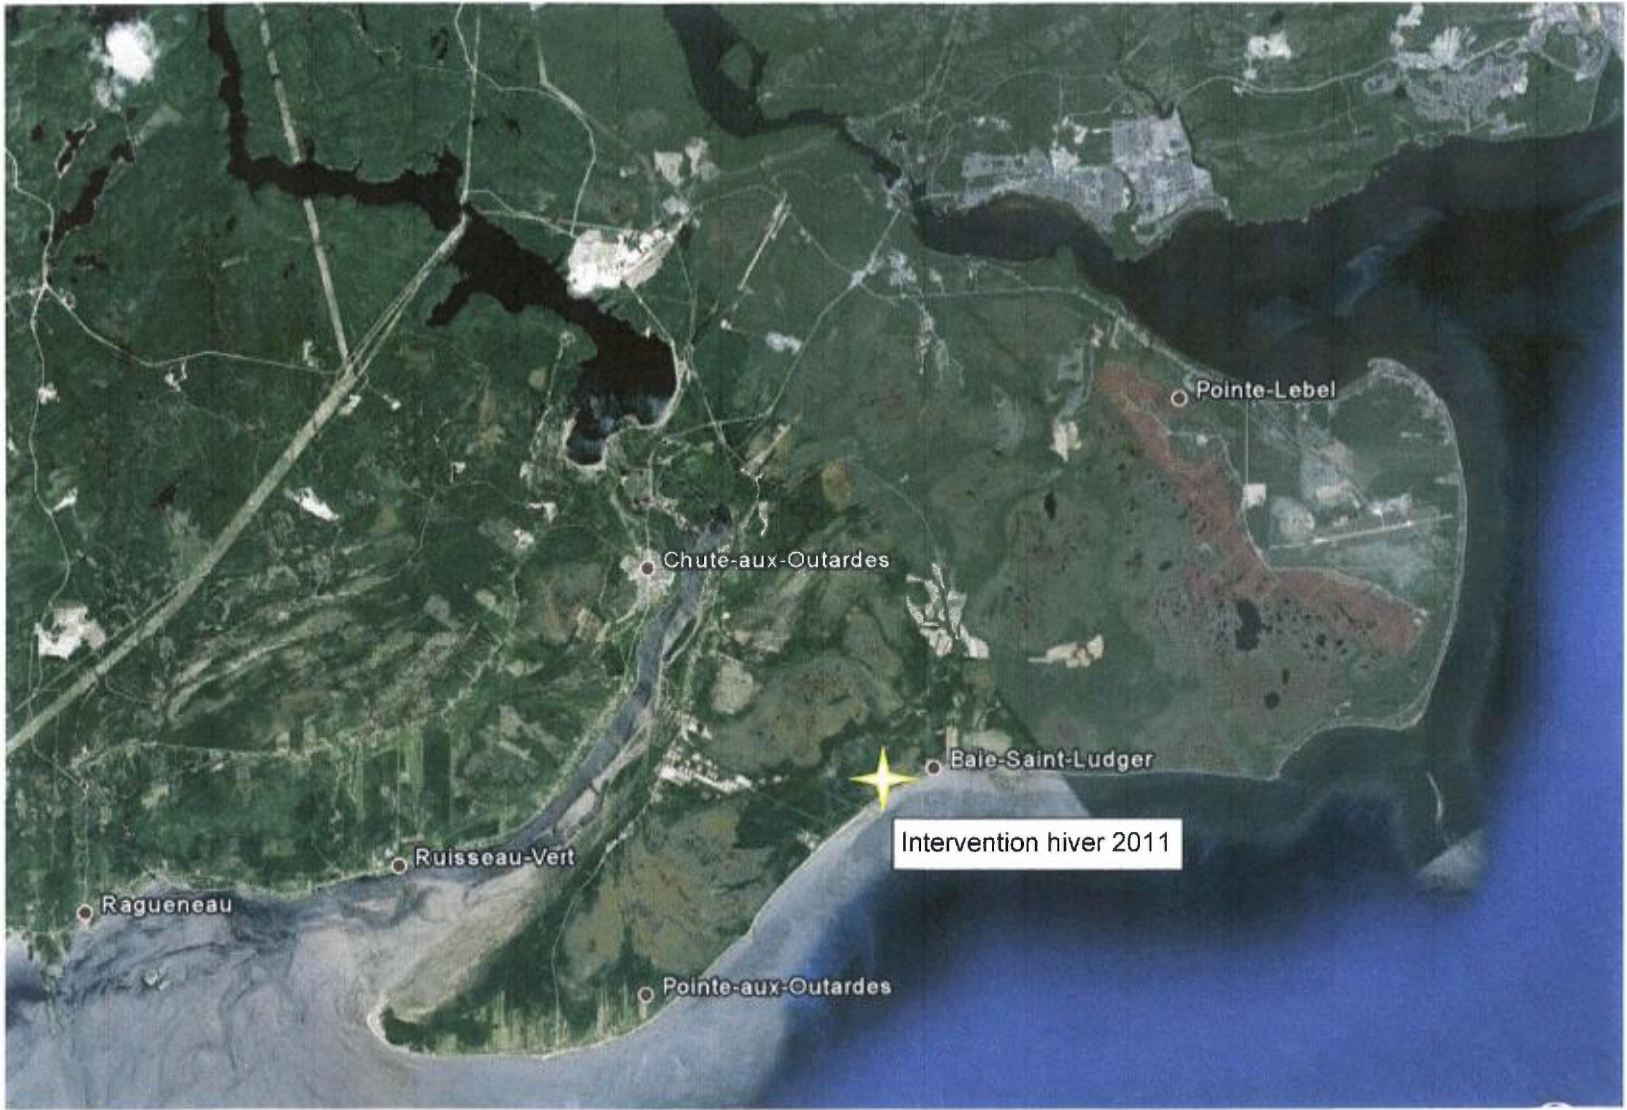 Pointe-Lebel
Chute-aux-Outardes
Baie-Saint-Ludger
Intervention hiver 2011
Ruisseau-Vert
Ragueneau
Pointe-aux-Outardes